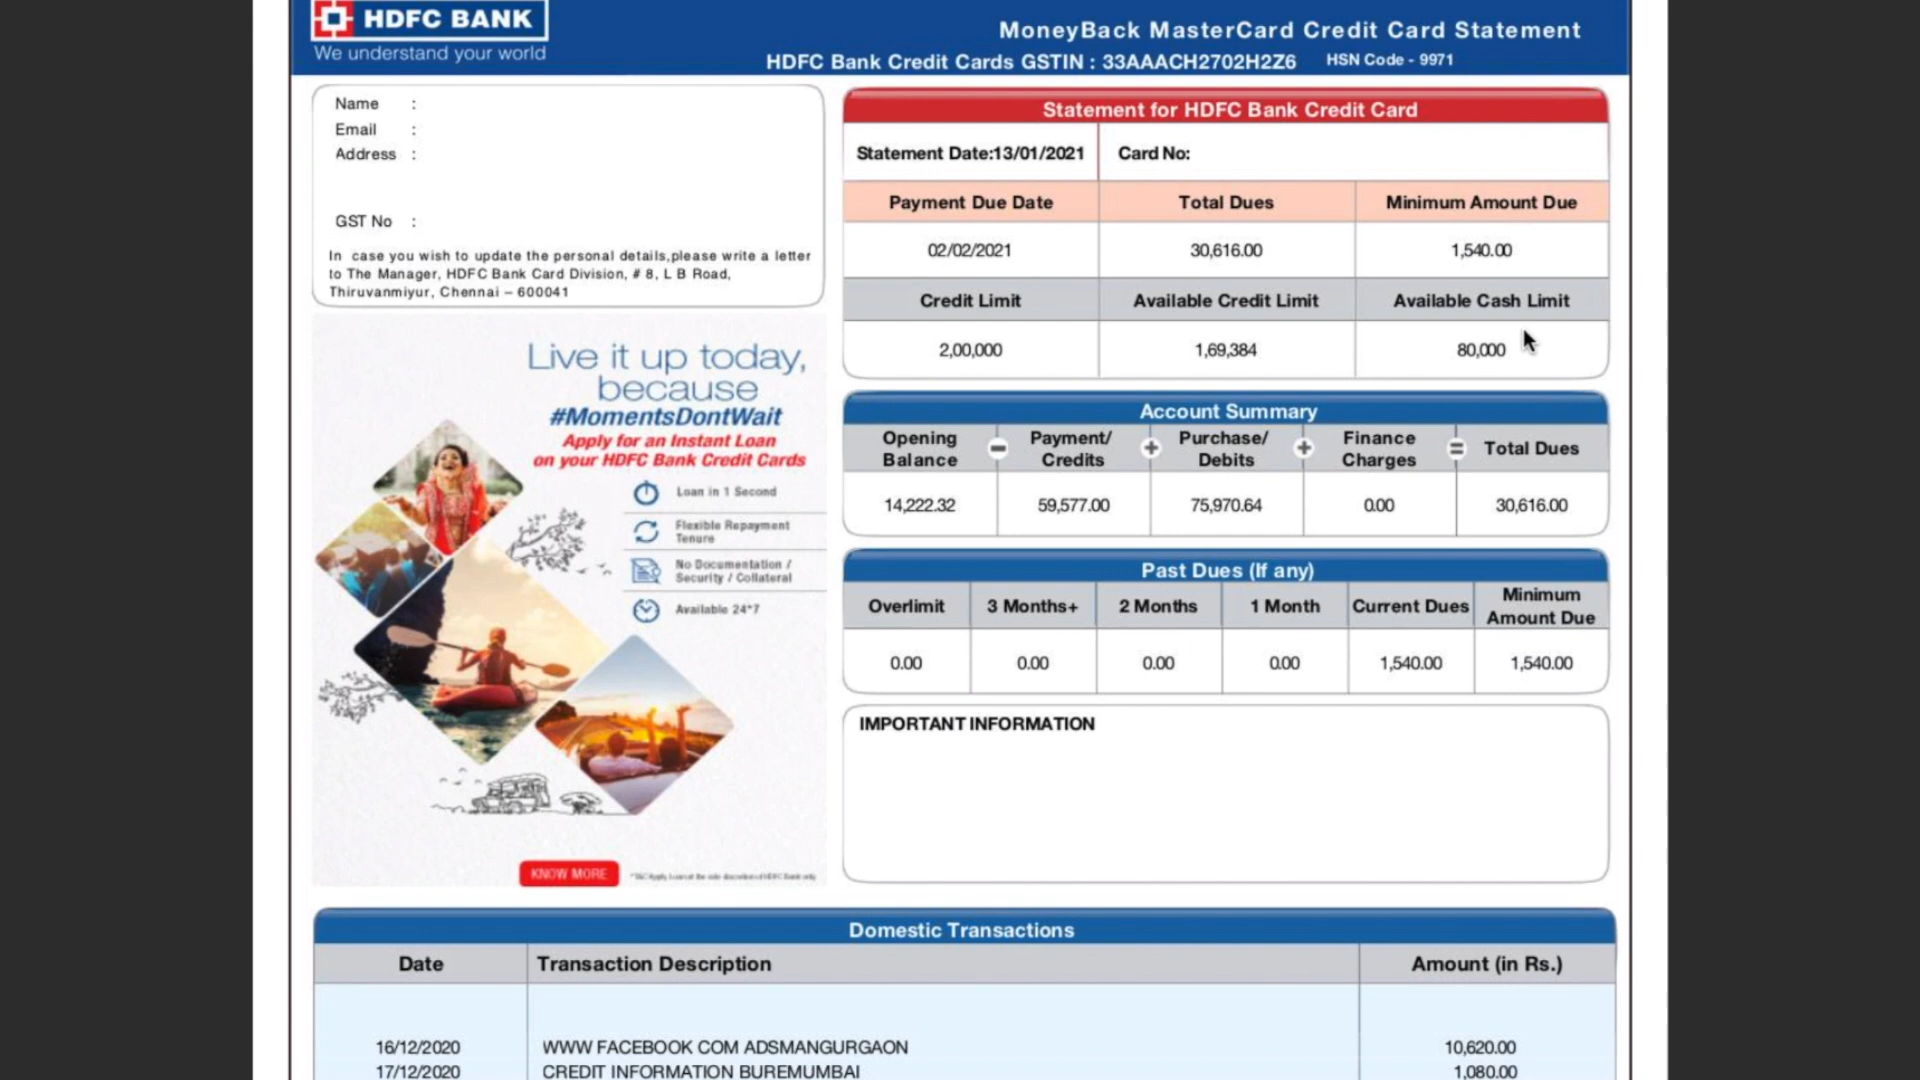 HDFC BANK
We understand your world
MoneyBack MasterCard Credit Card Statement
HDFC Bank Credit Cards GSTIN : 33AAACH2702H2Z6 HSN Code - 9971
Name :
Email :
Address :
GST No :
In case you wish to update the personal details,please write a letter
to The Manager, HDFC Bank Card Division, # 8, L B Road,
Thiruvanmiyur, Chennai – 600041
Live it up today,
because
#MomentsDontWait
Apply for an Instant Loan
on your HDFC Bank Credit Cards
Loan in 1 Second
Flexible Repayment
Tenure
No Documentation /
Security / Collateral
Available 24*7
KNOW MORE
Statement for HDFC Bank Credit Card
Statement Date:13/01/2021 Card No:
Payment Due Date Total Dues Minimum Amount Due
02/02/2021 30,616.00 1,540.00
Credit Limit Available Credit Limit Available Cash Limit
2,00,000 1,69,384 80,000
Account Summary
Opening Balance − Payment/ Credits + Purchase/ Debits + Finance Charges = Total Dues
14,222.32 59,577.00 75,970.64 0.00 30,616.00
Past Dues (If any)
Overlimit 3 Months+ 2 Months 1 Month Current Dues Minimum Amount Due
0.00 0.00 0.00 0.00 1,540.00 1,540.00
IMPORTANT INFORMATION
Domestic Transactions
Date Transaction Description Amount (in Rs.)
16/12/2020 WWW FACEBOOK COM ADSMANGURGAON 10,620.00
17/12/2020 CREDIT INFORMATION BUREMUMBAI 1,080.00